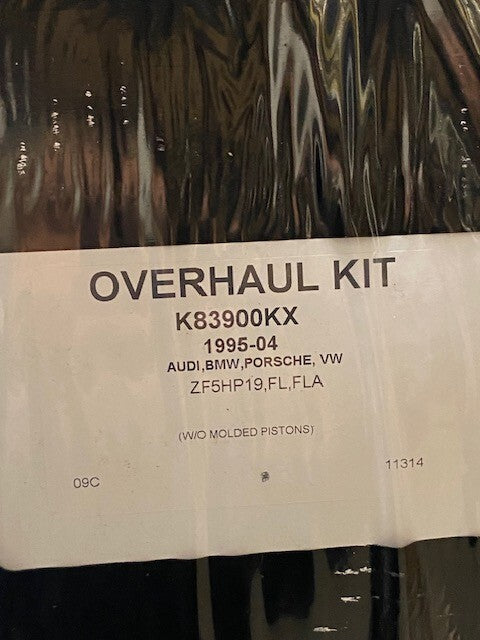 OVERHAUL KIT
K83900KX
1995-04
AUDI,BMW,PORSCHE, VW
ZF5HP19,FL,FLA
(W/O MOLDED PISTONS)
09C
11314